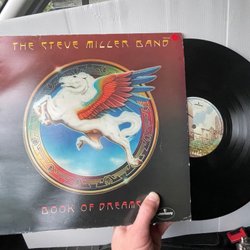 THE STEVE MILLER BAND
BOOK OF DREAMS